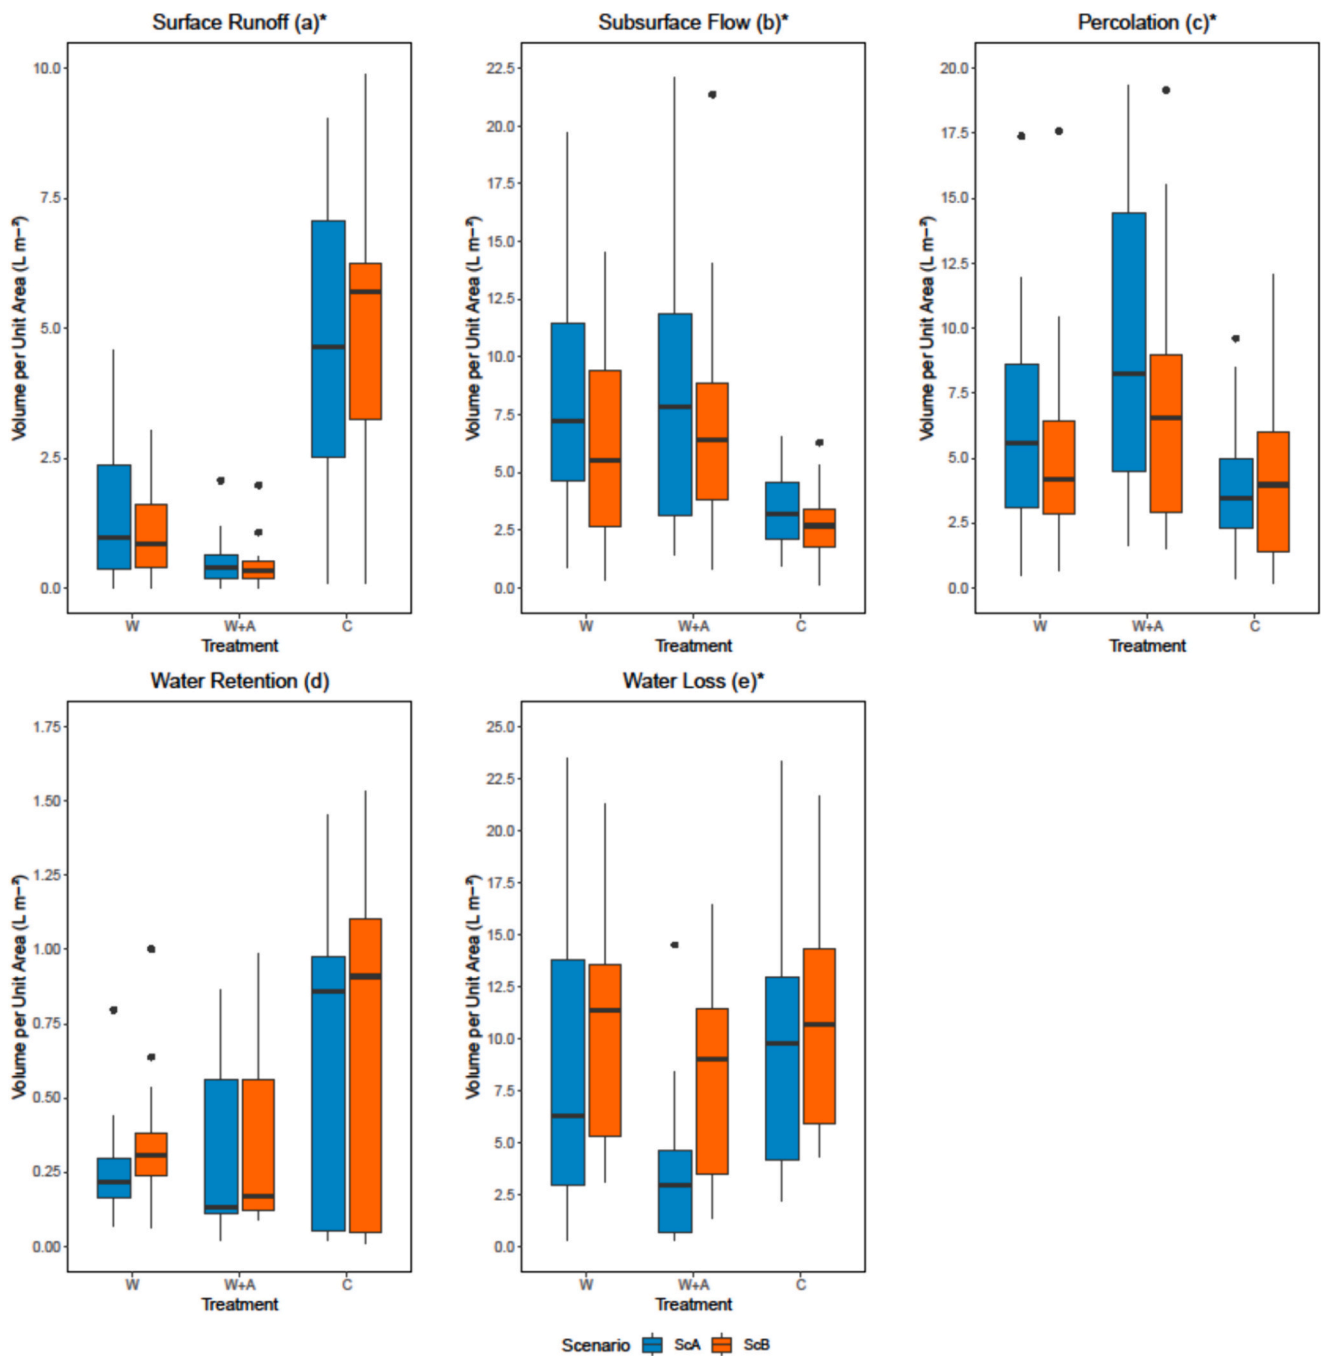 Surface Runoff (a)*
Subsurface Flow (b)*
Percolation (c)*
Volume per Unit Area (L m−²)
10.0
7.5
5.0
2.5
0.0
W
W+A
C
Treatment
Volume per Unit Area (L m−²)
22.5
20.0
17.5
15.0
12.5
10.0
7.5
5.0
2.5
0.0
W
W+A
C
Treatment
Volume per Unit Area (L m−²)
20.0
17.5
15.0
12.5
10.0
7.5
5.0
2.5
0.0
W
W+A
C
Treatment
Water Retention (d)
Water Loss (e)*
Volume per Unit Area (L m−²)
1.75
1.50
1.25
1.00
0.75
0.50
0.25
0.00
W
W+A
C
Treatment
Volume per Unit Area (L m−²)
25.0
22.5
20.0
17.5
15.0
12.5
10.0
7.5
5.0
2.5
0.0
W
W+A
C
Treatment
Scenario ScA ScB